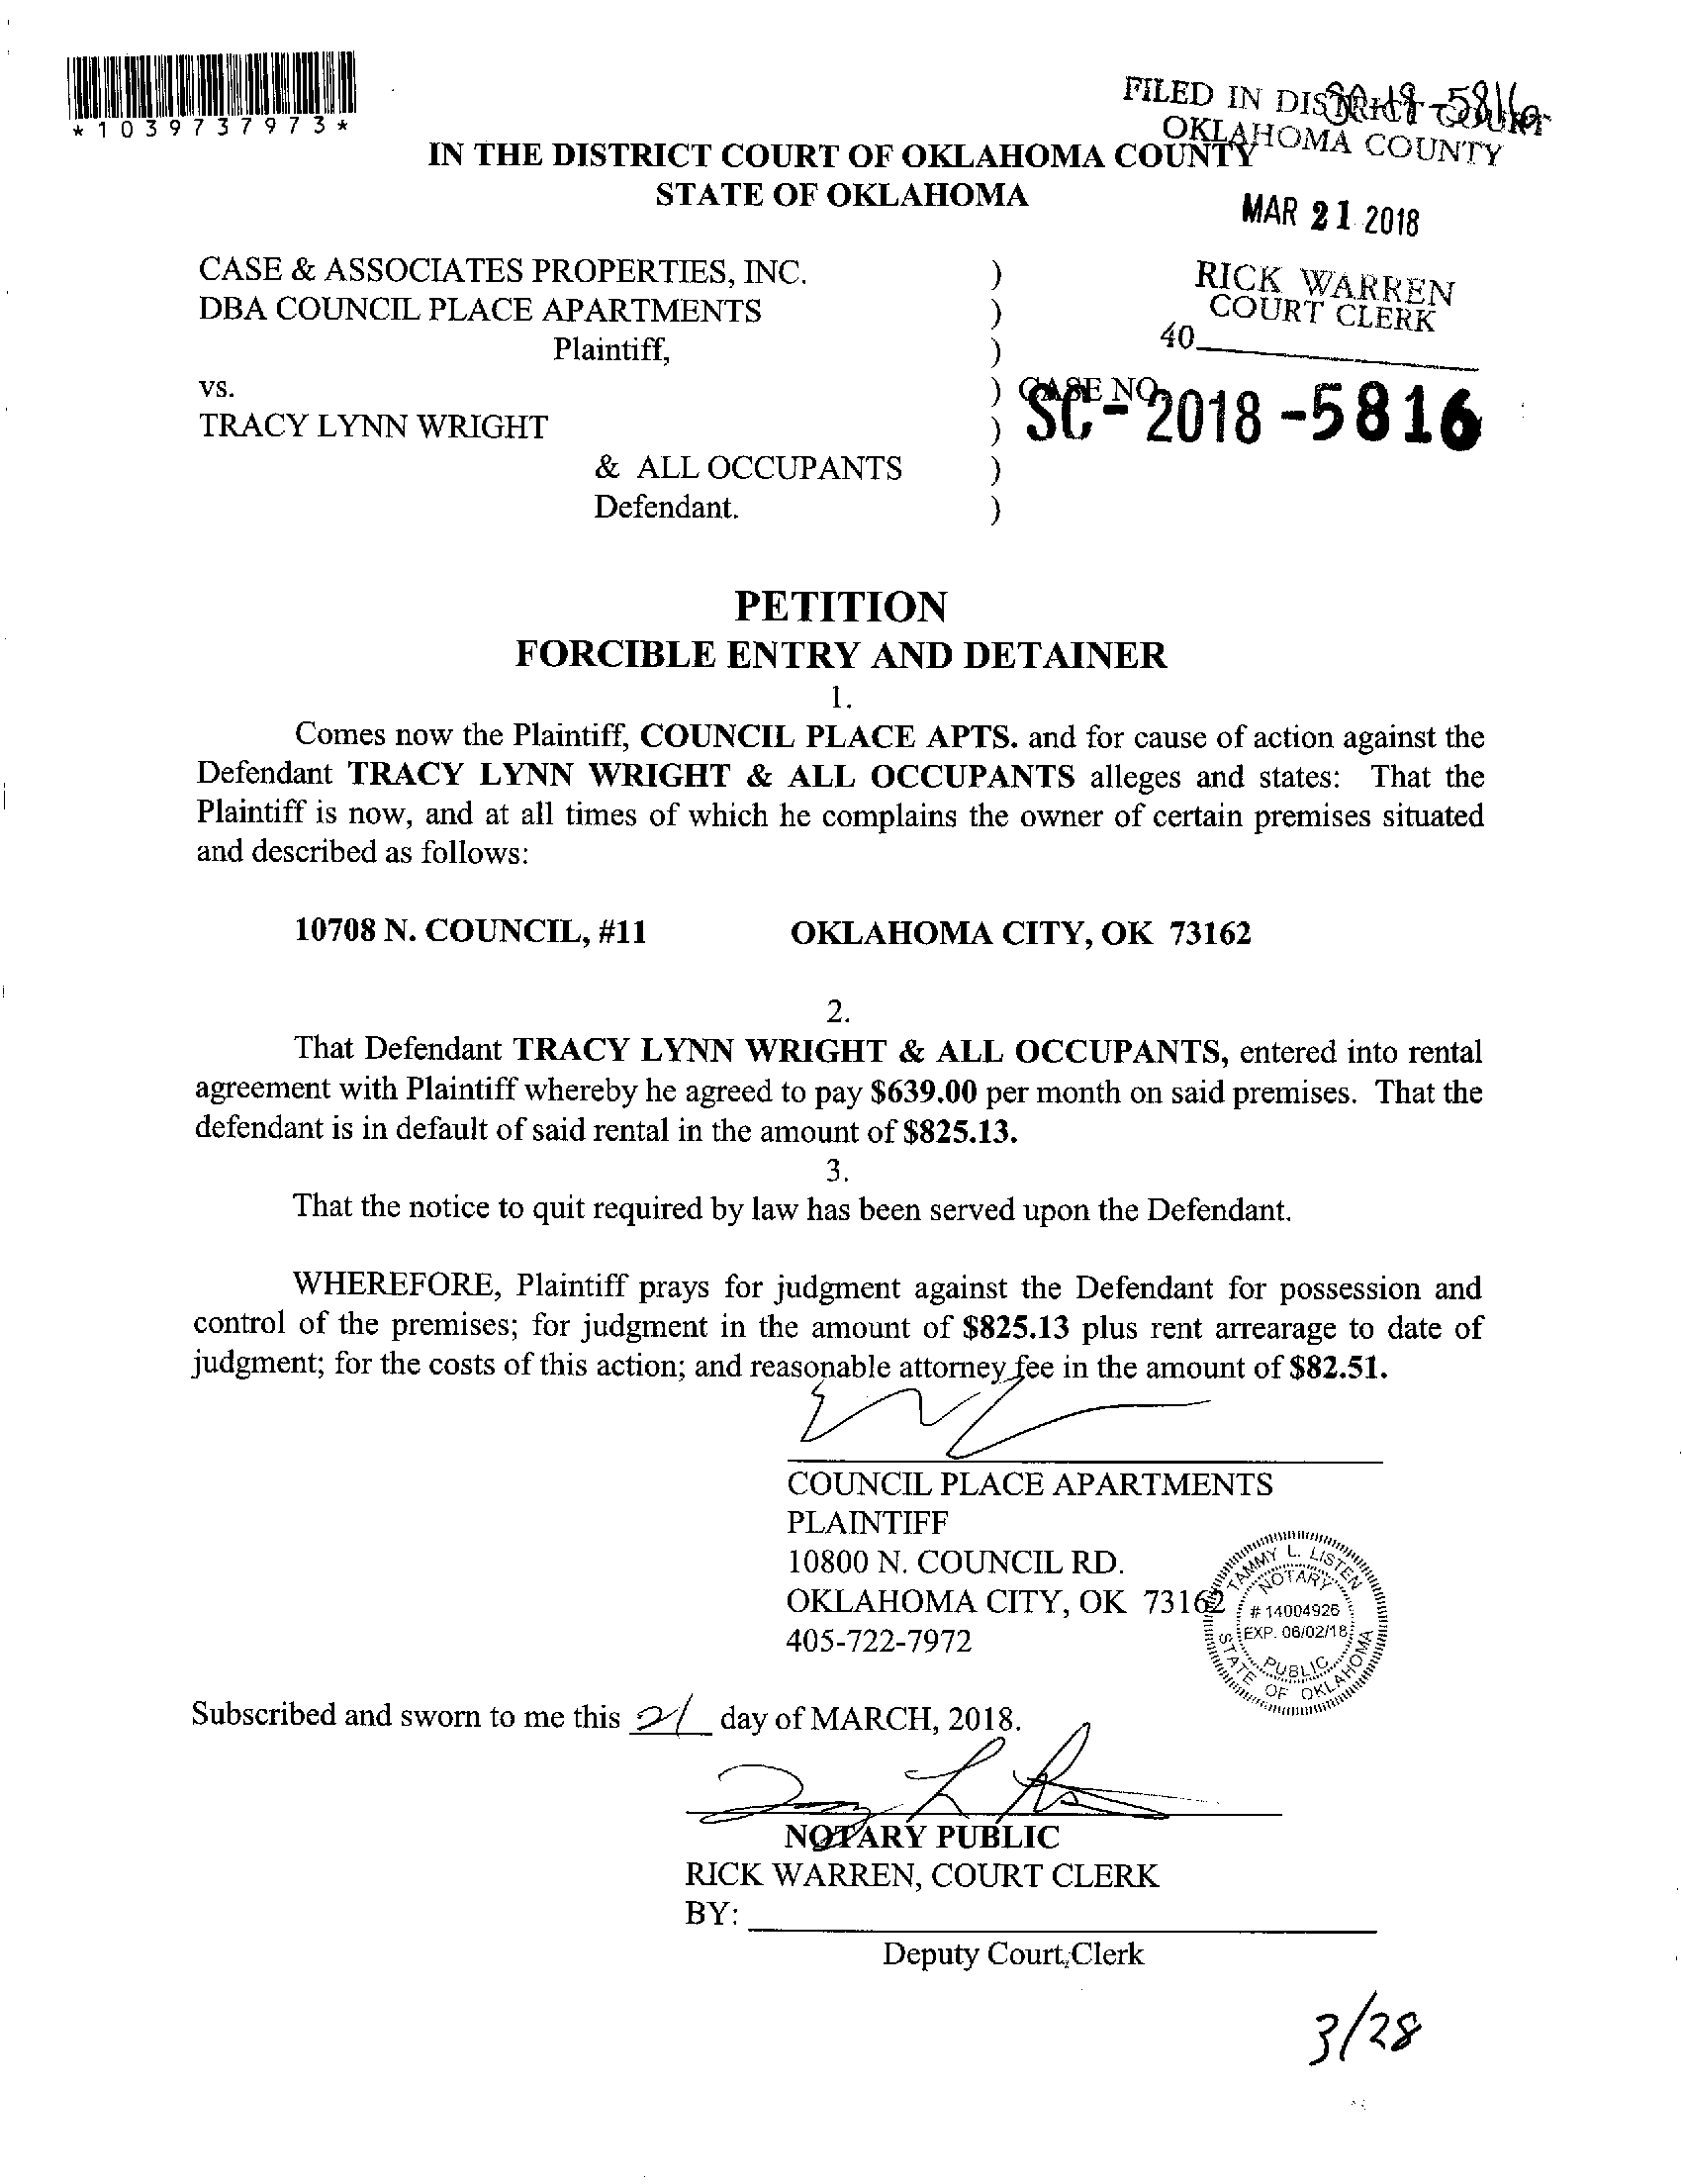 *1039737973*
FILED IN DISTRICT COURT
OKLAHOMA COUNTY
IN THE DISTRICT COURT OF OKLAHOMA COUNTY
STATE OF OKLAHOMA
MAR 21 2018
CASE & ASSOCIATES PROPERTIES, INC. )
DBA COUNCIL PLACE APARTMENTS )
Plaintiff, )
RICK WARREN
COURT CLERK
40
vs. ) CASE NO.
SC-2018-5816
TRACY LYNN WRIGHT )
& ALL OCCUPANTS )
Defendant. )
PETITION
FORCIBLE ENTRY AND DETAINER
1.
Comes now the Plaintiff, COUNCIL PLACE APTS. and for cause of action against the
Defendant TRACY LYNN WRIGHT & ALL OCCUPANTS alleges and states: That the
Plaintiff is now, and at all times of which he complains the owner of certain premises situated
and described as follows:
10708 N. COUNCIL, #11 OKLAHOMA CITY, OK 73162
2.
That Defendant TRACY LYNN WRIGHT & ALL OCCUPANTS, entered into rental
agreement with Plaintiff whereby he agreed to pay $639.00 per month on said premises. That the
defendant is in default of said rental in the amount of $825.13.
3.
That the notice to quit required by law has been served upon the Defendant.
WHEREFORE, Plaintiff prays for judgment against the Defendant for possession and
control of the premises; for judgment in the amount of $825.13 plus rent arrearage to date of
judgment; for the costs of this action; and reasonable attorney fee in the amount of $82.51.
COUNCIL PLACE APARTMENTS
PLAINTIFF
10800 N. COUNCIL RD.
OKLAHOMA CITY, OK 73162
405-722-7972
TAMMY L. LISTEN
NOTARY
# 14004926
EXP. 06/02/18
PUBLIC
STATE OF OKLAHOMA
Subscribed and sworn to me this 21 day of MARCH, 2018.
NOTARY PUBLIC
RICK WARREN, COURT CLERK
BY:
Deputy Court Clerk
3/28